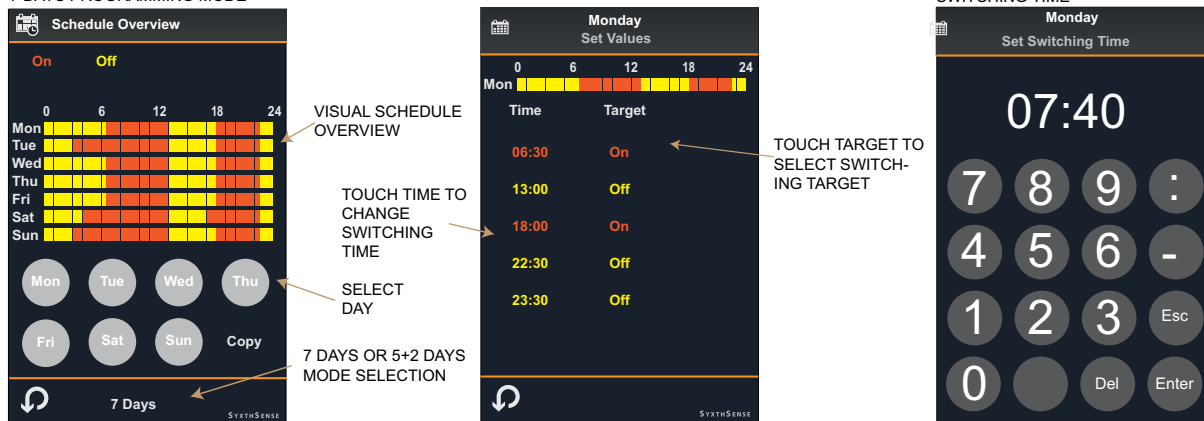 Schedule Overview
On Off
0 6 12 18 24
Mon
Tue
Wed
Thu
Fri
Sat
Sun
Mon Tue Wed Thu
Fri Sat Sun Copy
7 Days
SYXTHSENSE
VISUAL SCHEDULE
OVERVIEW
TOUCH TIME TO
CHANGE
SWITCHING
TIME
SELECT
DAY
7 DAYS OR 5+2 DAYS
MODE SELECTION
Monday
Set Values
0 6 12 18 24
Mon
Time Target
06:30 On
13:00 Off
18:00 On
22:30 Off
23:30 Off
SYXTHSENSE
TOUCH TARGET TO
SELECT SWITCH-
ING TARGET
SWITCHING TIME
Monday
Set Switching Time
07:40
7 8 9 :
4 5 6 -
1 2 3 Esc
0 Del Enter